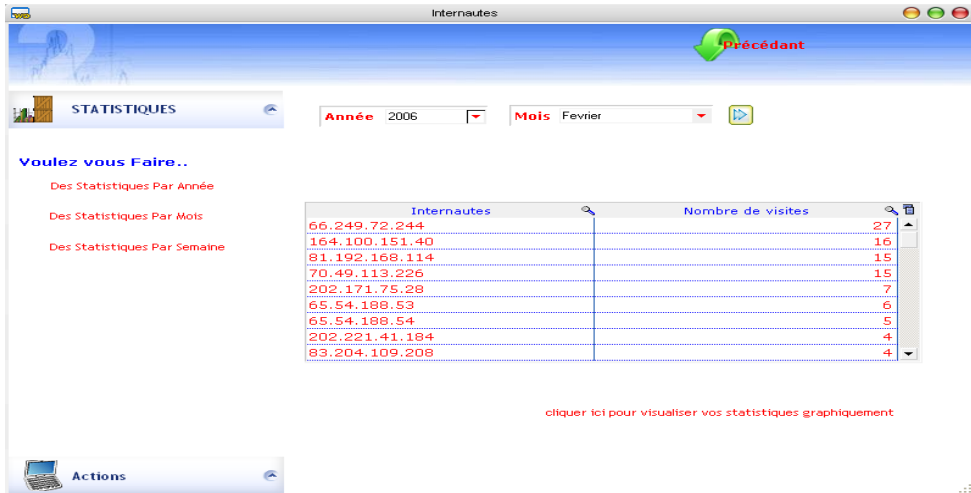 Internautes
Précédant
STATISTIQUES
Année 2006 Mois Fevrier
Voulez vous Faire..
Des Statistiques Par Année
Des Statistiques Par Mois
Des Statistiques Par Semaine
Internautes Nombre de visites
66.249.72.244 27
164.100.151.40 16
81.192.168.114 15
70.49.113.226 15
202.171.75.28 7
65.54.188.53 6
65.54.188.54 5
202.221.41.184 4
83.204.109.208 4
cliquer ici pour visualiser vos statistiques graphiquement
Actions